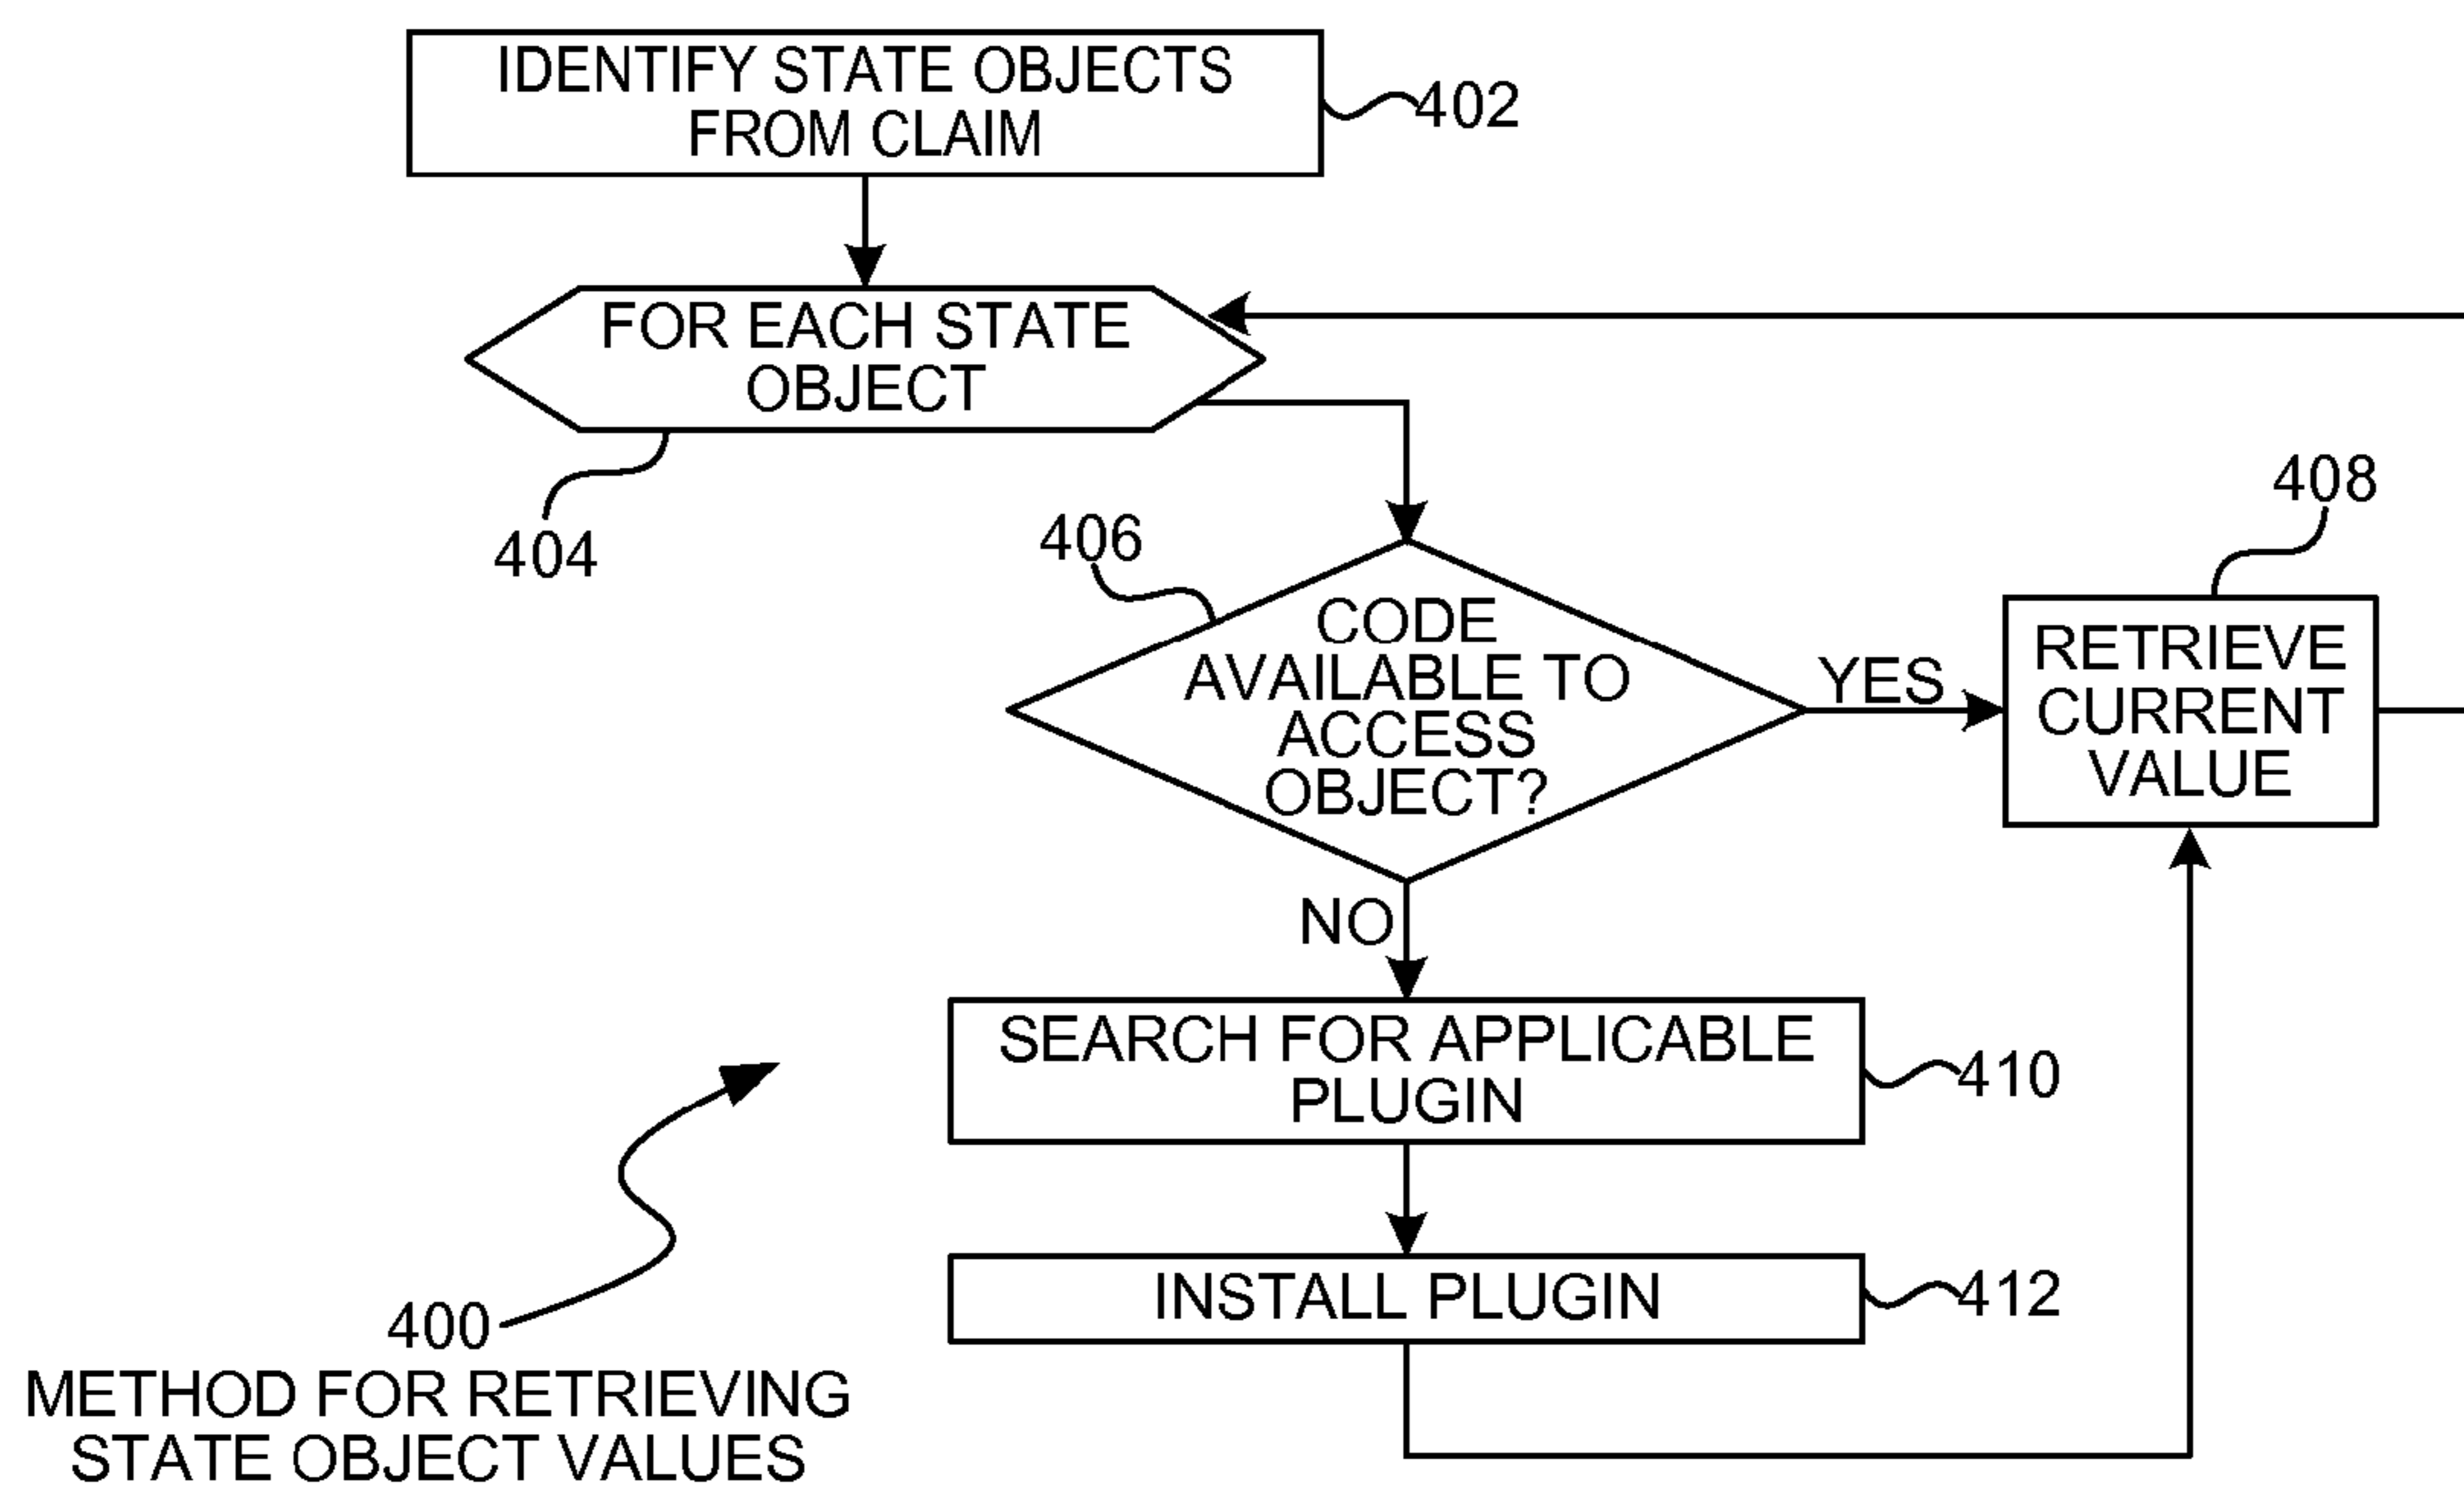 IDENTIFY STATE OBJECTS
FROM CLAIM
402
FOR EACH STATE
OBJECT
404
406
408
CODE
AVAILABLE TO
ACCESS
OBJECT?
YES
RETRIEVE
CURRENT
VALUE
NO
SEARCH FOR APPLICABLE
PLUGIN
410
INSTALL PLUGIN
412
400
METHOD FOR RETRIEVING
STATE OBJECT VALUES